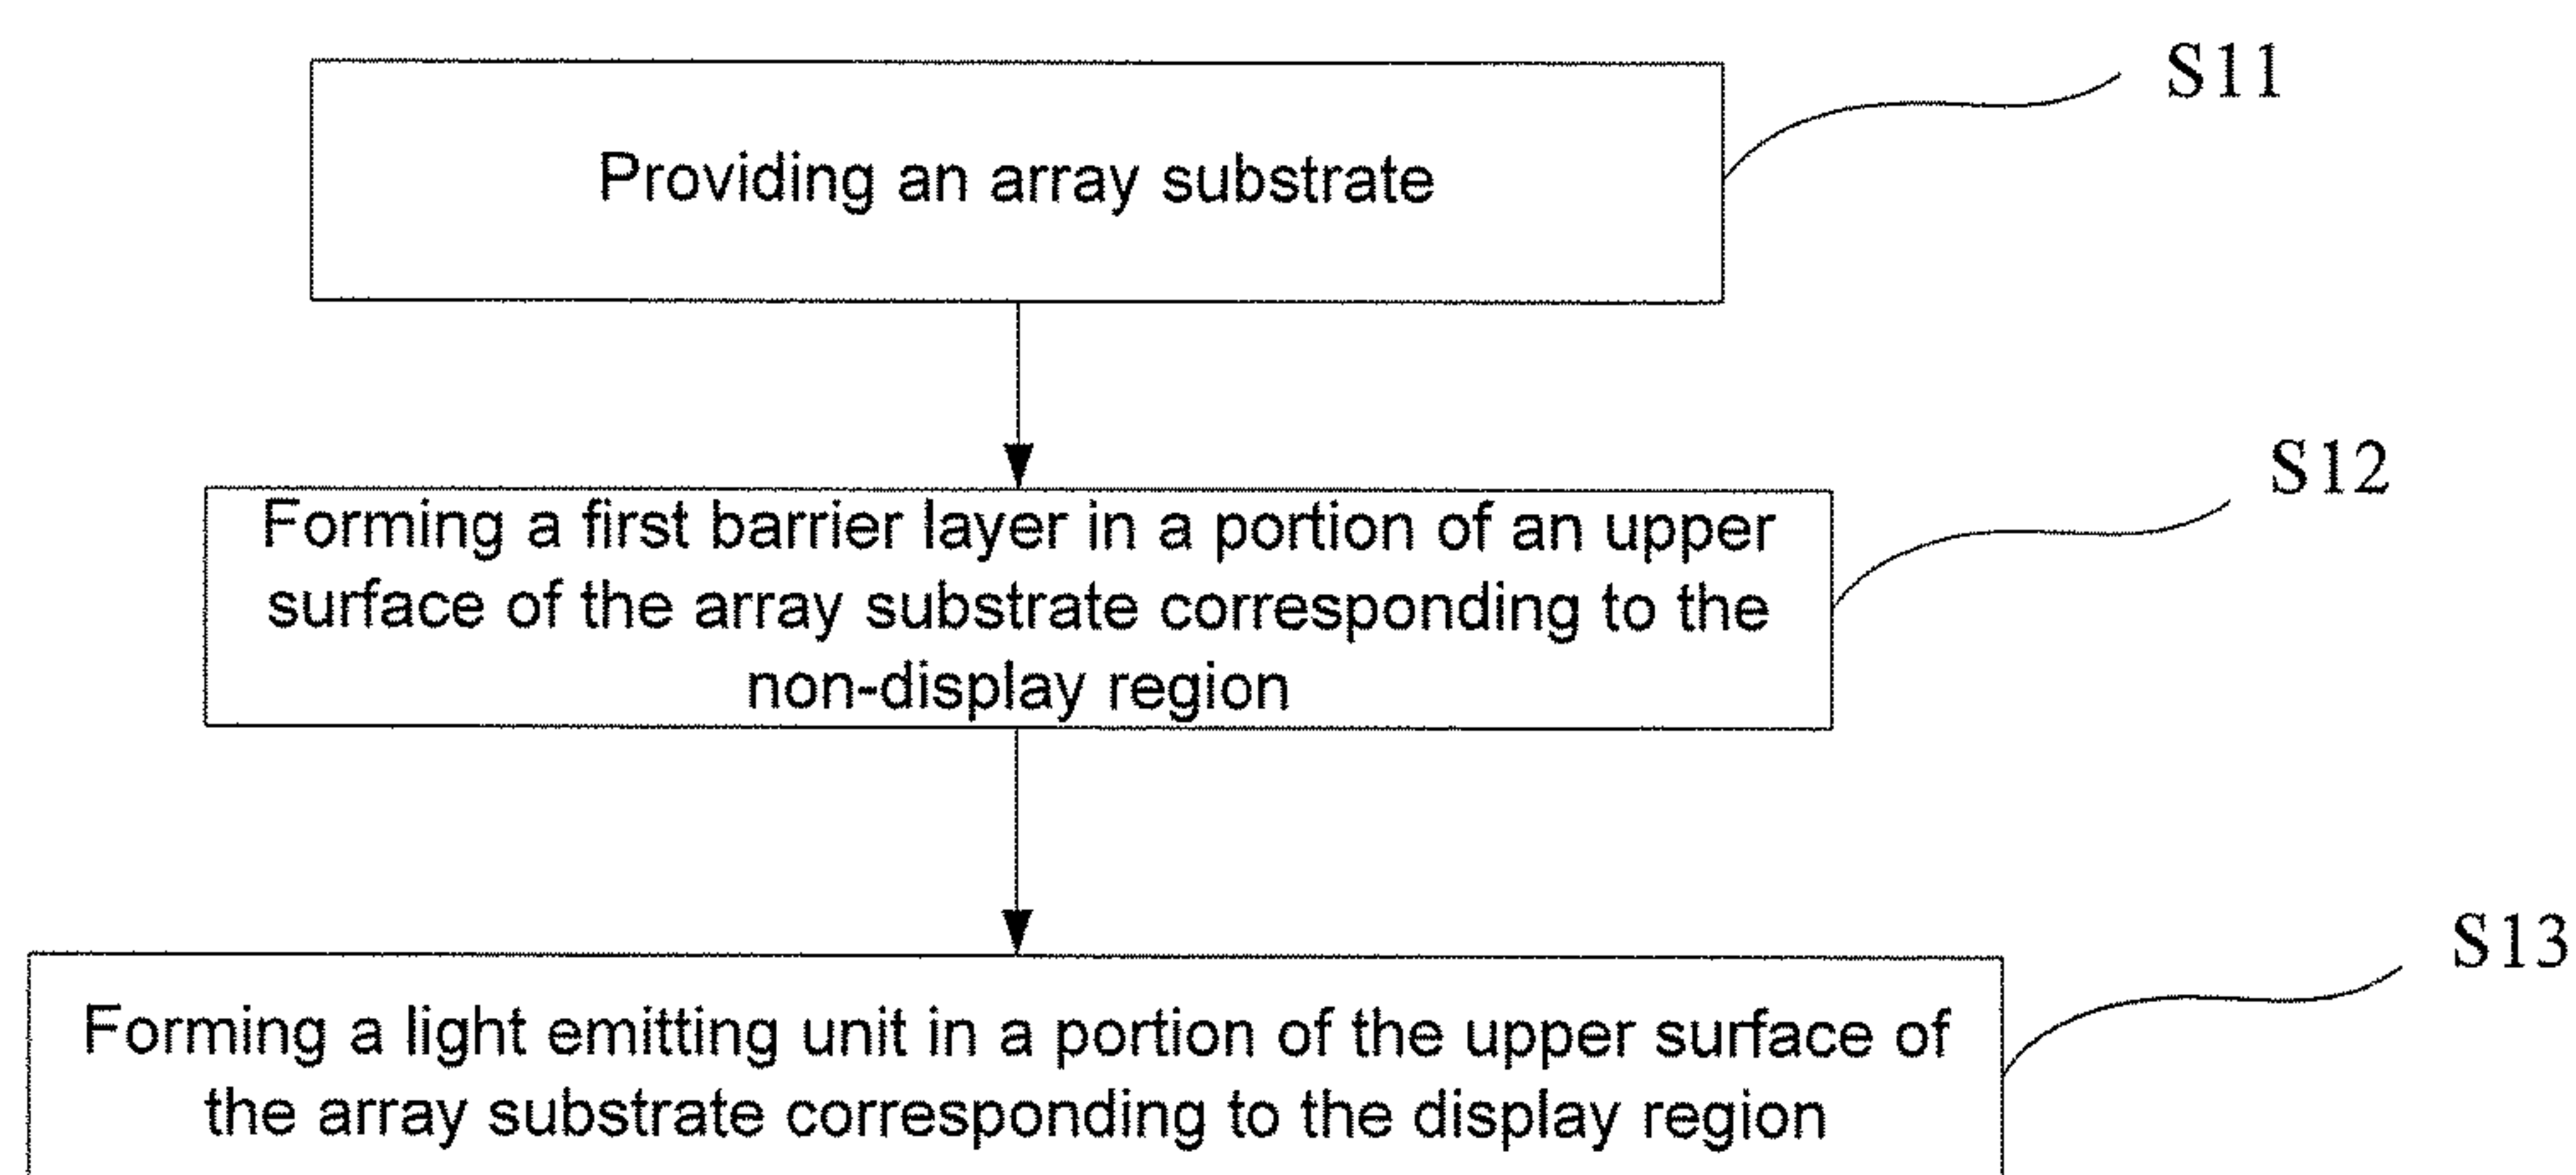 S11
Providing an array substrate
S12
Forming a first barrier layer in a portion of an upper
surface of the array substrate corresponding to the
non-display region
S13
Forming a light emitting unit in a portion of the upper surface of
the array substrate corresponding to the display region